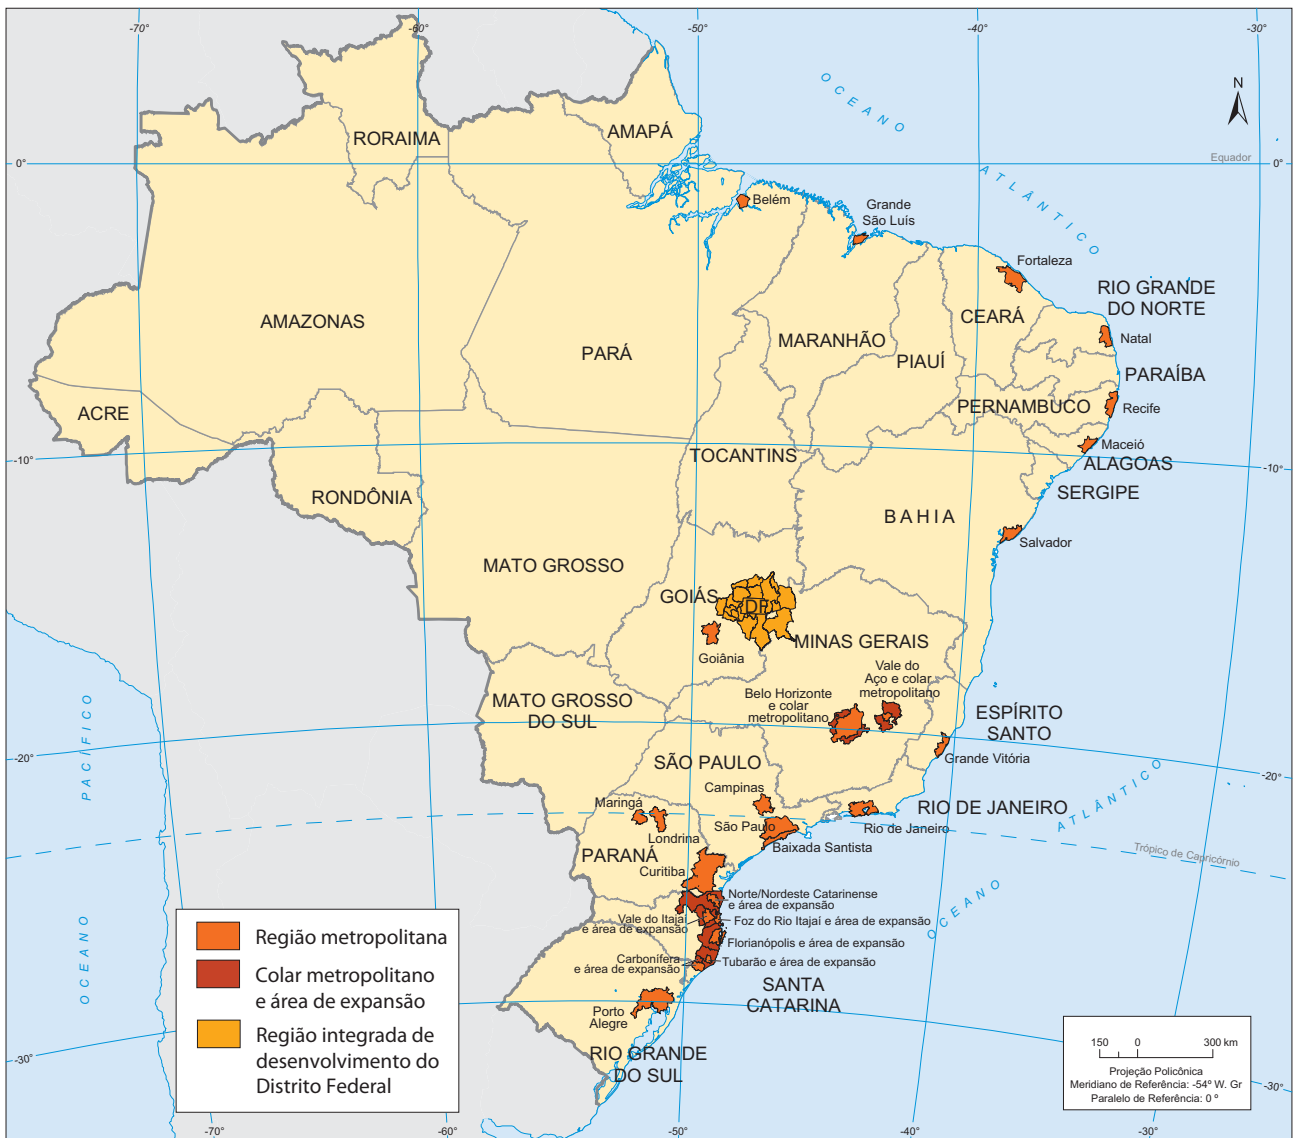 -70°
-60°
-50°
-40°
-30°
N
OCEANO
ATLÂNTICO
RORAIMA
AMAPÁ
0°
Equador
0°
Belém
Grande
São Luís
Fortaleza
RIO GRANDE
DO NORTE
AMAZONAS
PARÁ
MARANHÃO
CEARÁ
PIAUÍ
Natal
PARAÍBA
ACRE
PERNAMBUCO
Recife
Maceió
-10°
TOCANTINS
ALAGOAS
-10°
RONDÔNIA
SERGIPE
BAHIA
Salvador
MATO GROSSO
GOIÁS
DF
Goiânia
MINAS GERAIS
Vale do
Aço e colar
metropolitano
Belo Horizonte
e colar
metropolitano
MATO GROSSO
DO SUL
ESPÍRITO
SANTO
Grande Vitória
-20°
-20°
OCEANO
PACÍFICO
SÃO PAULO
Campinas
Maringá
Londrina
São Paulo
Baixada Santista
RIO DE JANEIRO
Rio de Janeiro
OCEANO
ATLÂNTICO
Trópico de Capricórnio
PARANÁ
Curitiba
Norte/Nordeste Catarinense
e área de expansão
Vale do Itajaí
e área de expansão
Foz do Rio Itajaí e área de expansão
Florianópolis e área de expansão
Carbonífera
e área de expansão
Tubarão e área de expansão
SANTA
CATARINA
Porto
Alegre
RIO GRANDE
DO SUL
Região metropolitana
Colar metropolitano
e área de expansão
Região integrada de
desenvolvimento do
Distrito Federal
-30°
-30°
150 0 300 km
Projeção Policônica
Meridiano de Referência: -54º W. Gr
Paralelo de Referência: 0 º
-70°
-60°
-50°
-40°
-30°